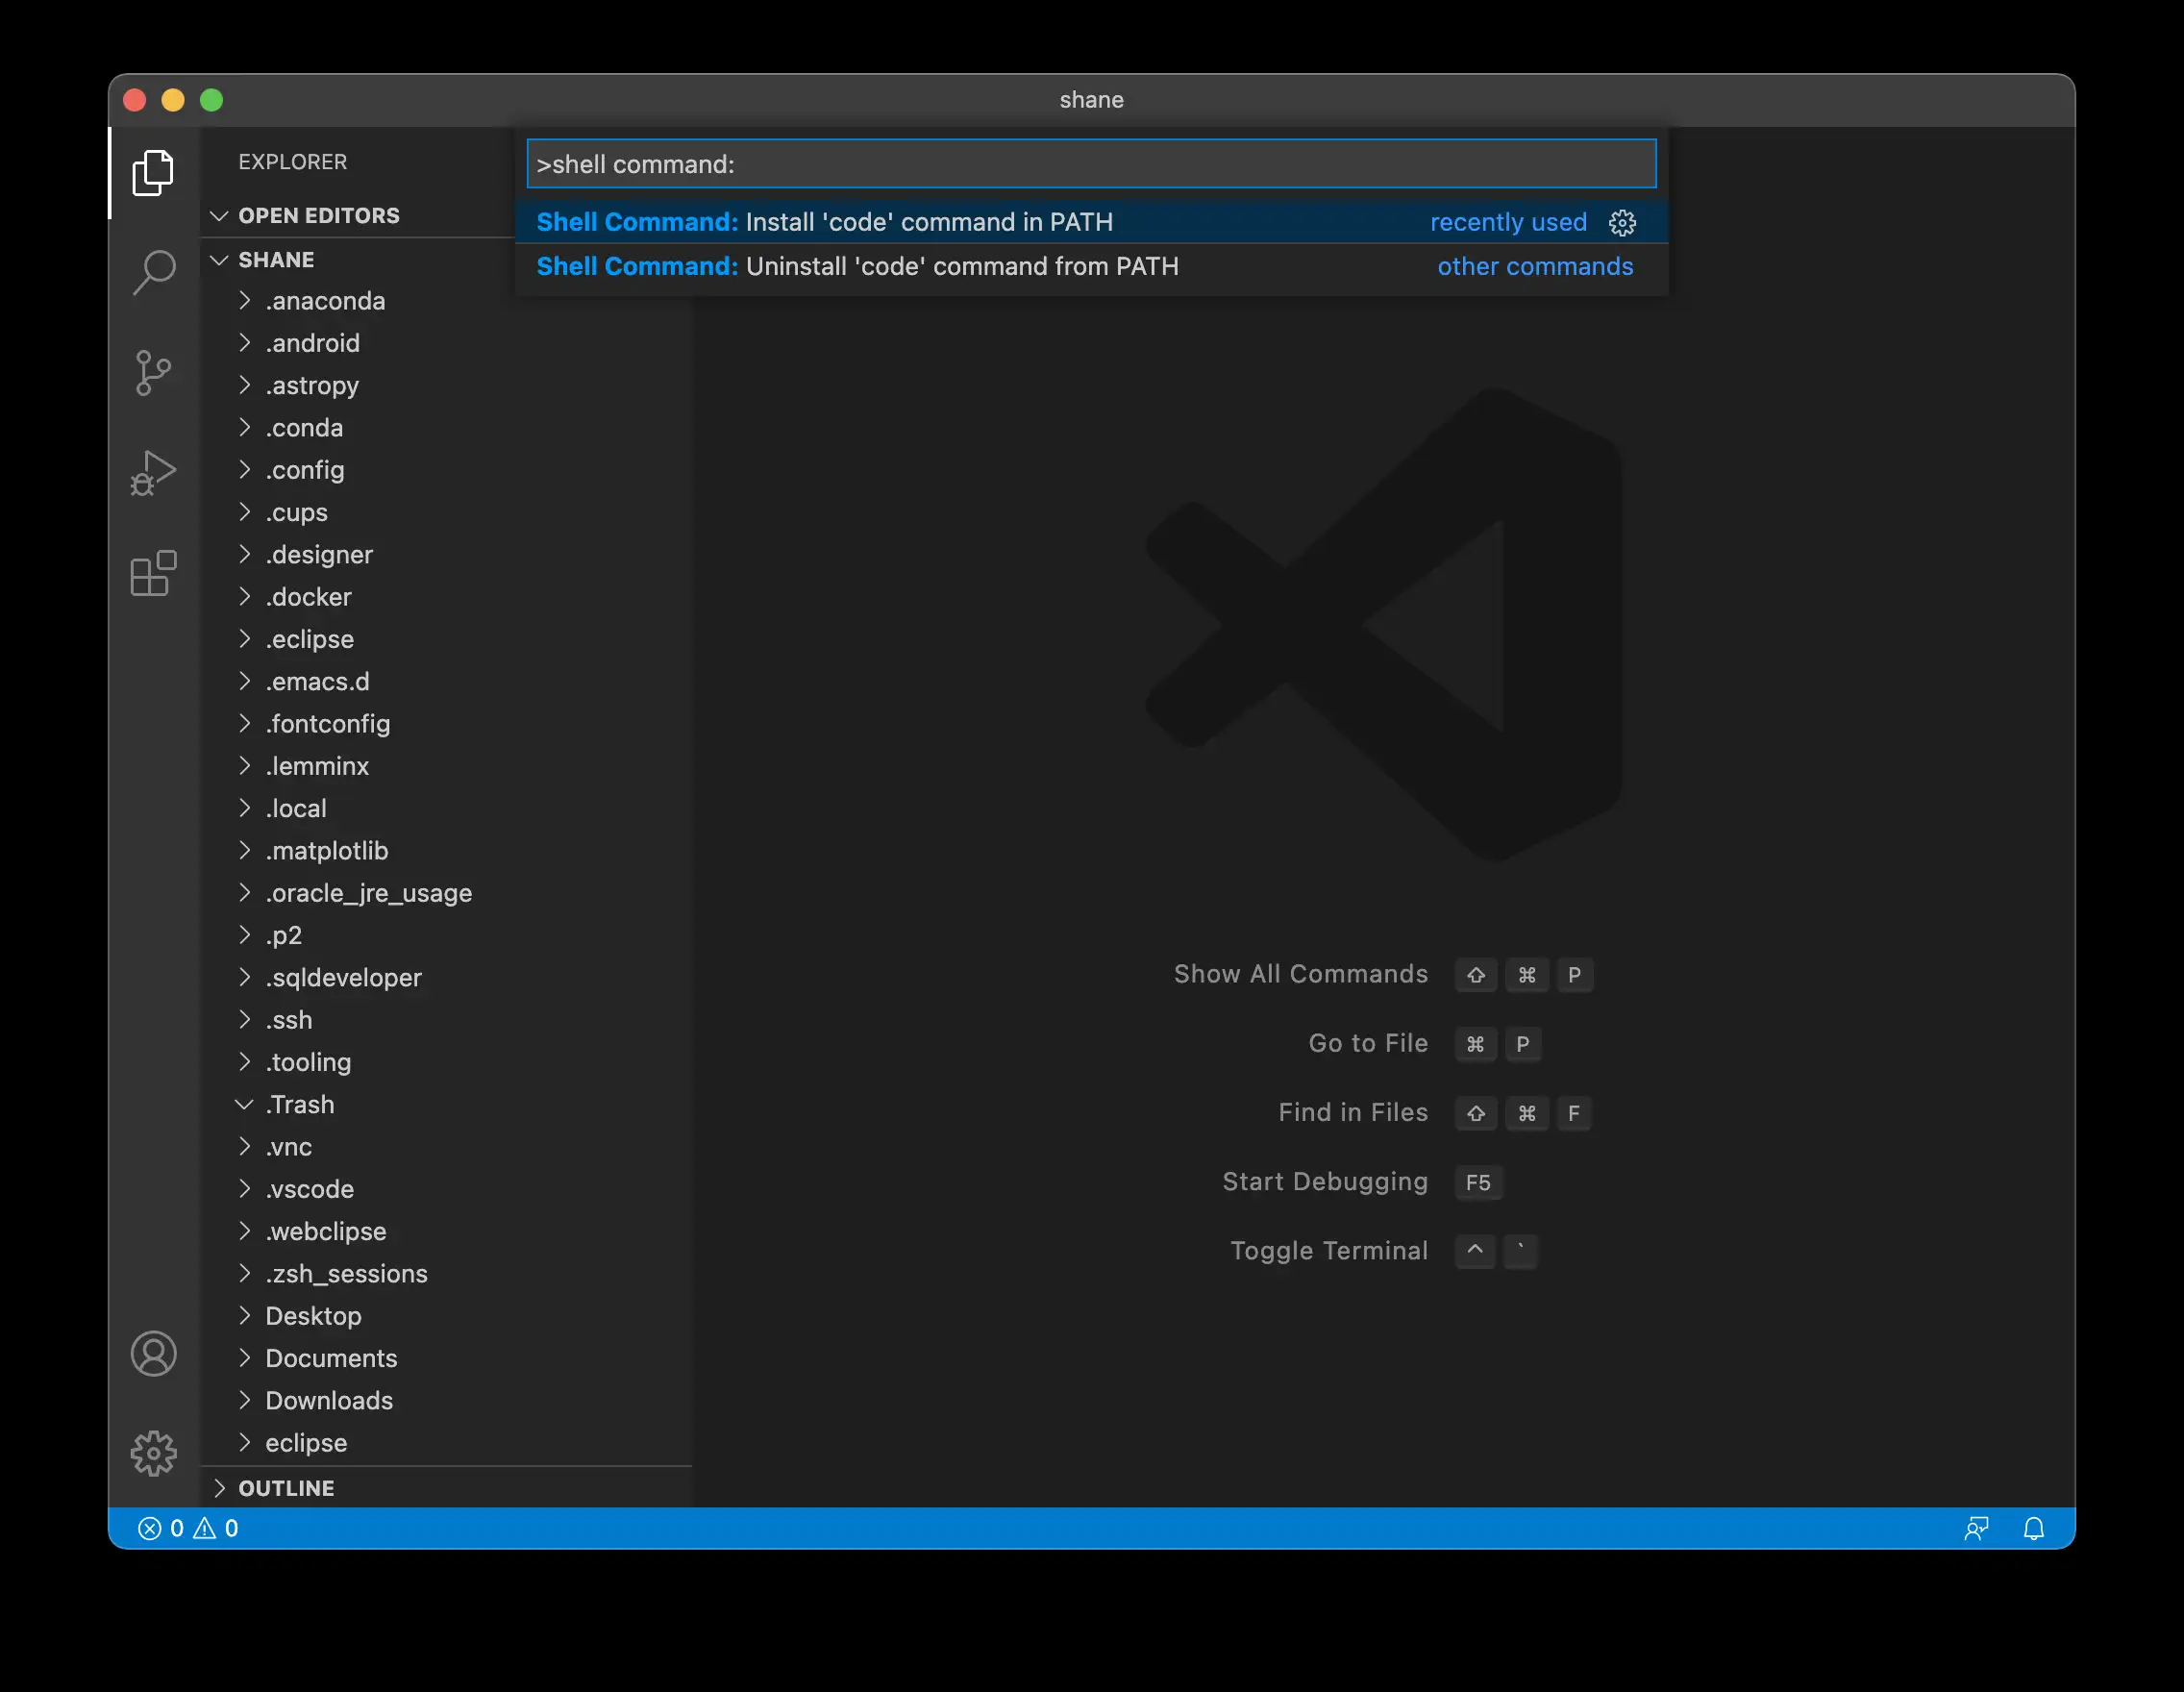 shane
EXPLORER
>shell command:
OPEN EDITORS
Shell Command: Install 'code' command in PATH recently used
SHANE
Shell Command: Uninstall 'code' command from PATH other commands
.anaconda
.android
.astropy
.conda
.config
.cups
.designer
.docker
.eclipse
.emacs.d
.fontconfig
.lemminx
.local
.matplotlib
.oracle_jre_usage
.p2
.sqldeveloper
.ssh
.tooling
.Trash
.vnc
.vscode
.webclipse
.zsh_sessions
Desktop
Documents
Downloads
eclipse
OUTLINE
Show All Commands ⇧ ⌘ P
Go to File ⌘ P
Find in Files ⇧ ⌘ F
Start Debugging F5
Toggle Terminal ^ `
0 0